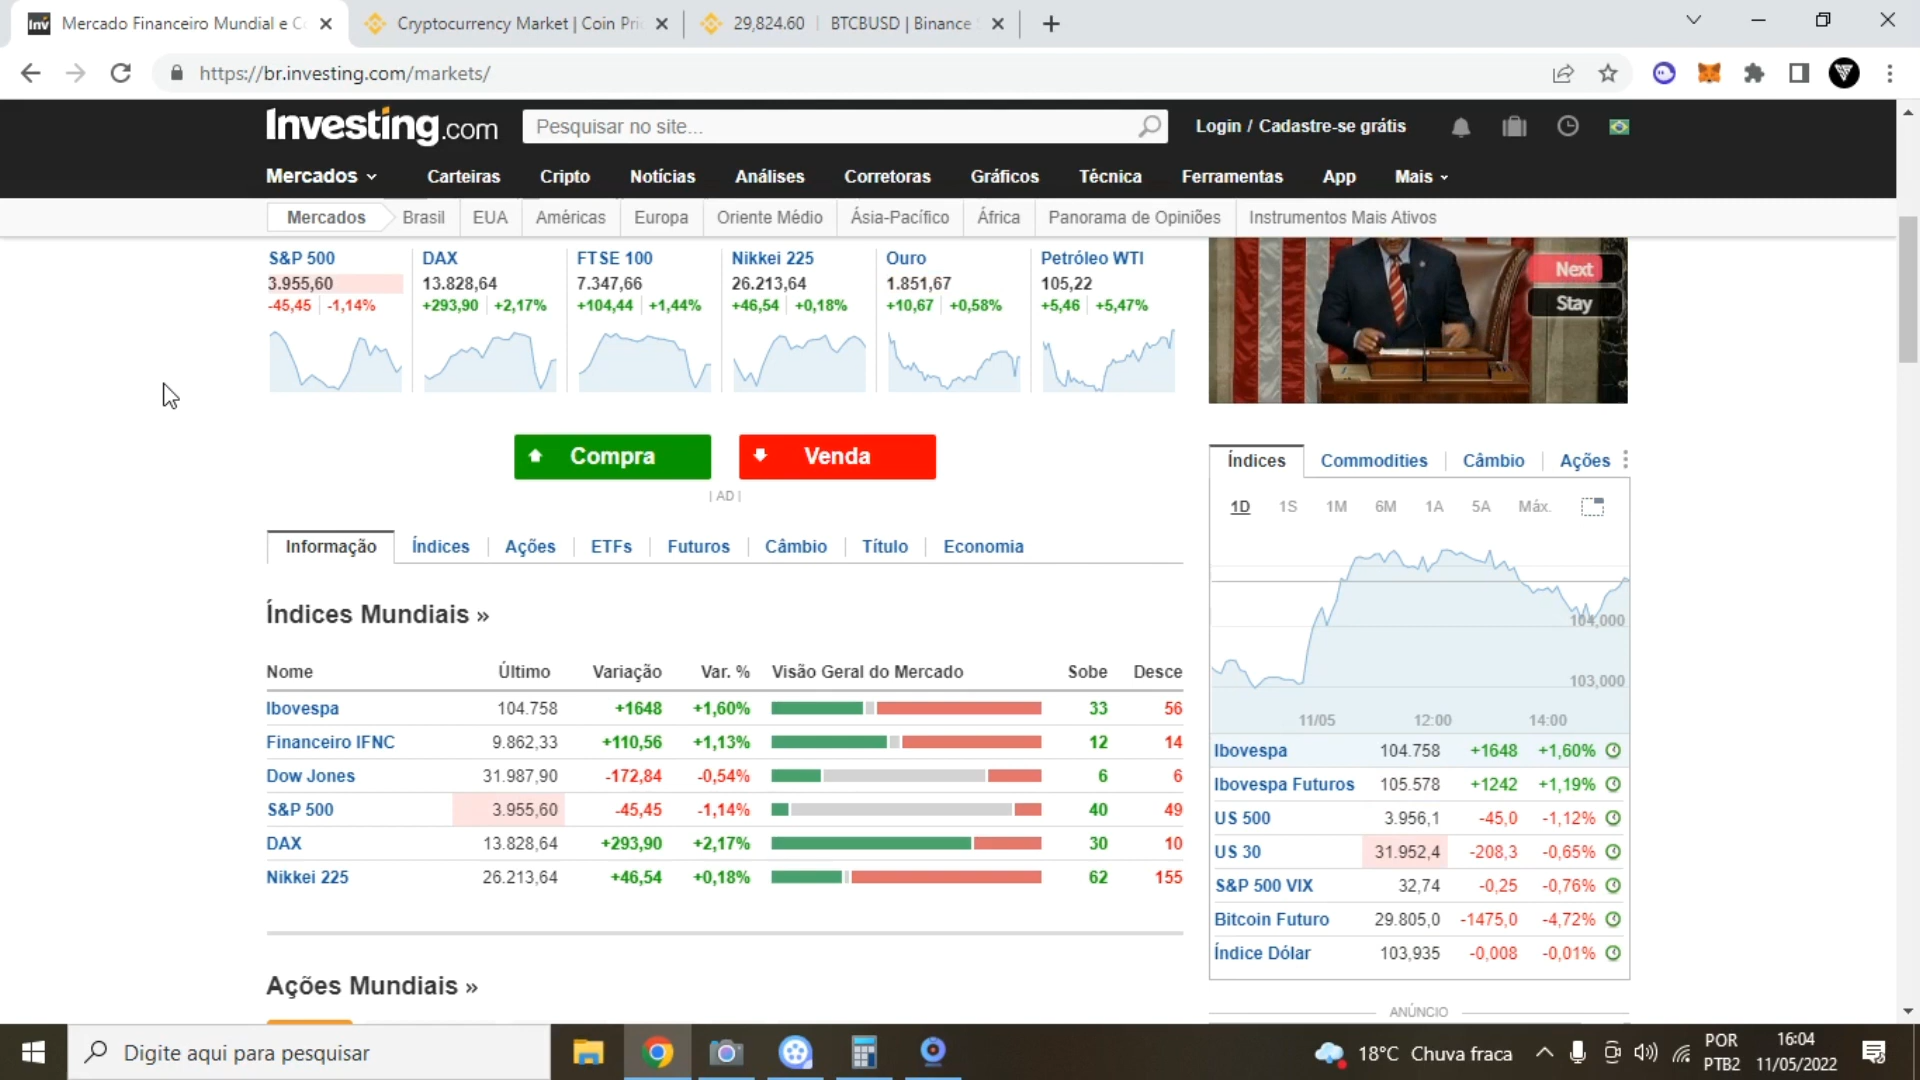 Mercado Financeiro Mundial e C
Cryptocurrency Market | Coin Pri
29,824.60 | BTCBUSD | Binance
https://br.investing.com/markets/
Investing.com
Pesquisar no site...
Login / Cadastre-se grátis
Mercados Carteiras Cripto Notícias Análises Corretoras Gráficos Técnica Ferramentas App Mais
Mercados Brasil EUA Américas Europa Oriente Médio Ásia-Pacífico África Panorama de Opiniões Instrumentos Mais Ativos
S&P 500 DAX FTSE 100 Nikkei 225 Ouro Petróleo WTI
3.955,60 13.828,64 7.347,66 26.213,64 1.851,67 105,22
-45,45 -1,14% +293,90 +2,17% +104,44 +1,44% +46,54 +0,18% +10,67 +0,58% +5,46 +5,47%
Next
Stay
Compra Venda
| AD |
Informação Índices Ações ETFs Futuros Câmbio Título Economia
Índices Mundiais »
Nome Último Variação Var. % Visão Geral do Mercado Sobe Desce
Ibovespa 104.758 +1648 +1,60% 33 56
Financeiro IFNC 9.862,33 +110,56 +1,13% 12 14
Dow Jones 31.987,90 -172,84 -0,54% 6 6
S&P 500 3.955,60 -45,45 -1,14% 40 49
DAX 13.828,64 +293,90 +2,17% 30 10
Nikkei 225 26.213,64 +46,54 +0,18% 62 155
Ações Mundiais »
Índices Commodities Câmbio Ações
1D 1S 1M 6M 1A 5A Máx.
104,000
103,000
11/05 12:00 14:00
Ibovespa 104.758 +1648 +1,60%
Ibovespa Futuros 105.578 +1242 +1,19%
US 500 3.956,1 -45,0 -1,12%
US 30 31.952,4 -208,3 -0,65%
S&P 500 VIX 32,74 -0,25 -0,76%
Bitcoin Futuro 29.805,0 -1475,0 -4,72%
Índice Dólar 103,935 -0,008 -0,01%
ANÚNCIO
Digite aqui para pesquisar
18°C Chuva fraca
POR
PTB2
16:04
11/05/2022